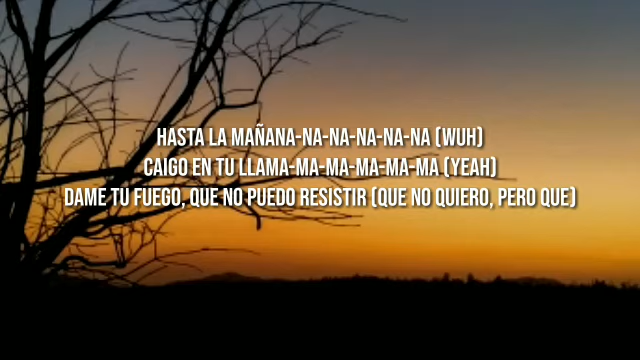 HASTA LA MAÑANA-NA-NA-NA-NA-NA (WUH)
CAIGO EN TU LLAMA-MA-MA-MA-MA-MA (YEAH)
DAME TU FUEGO, QUE NO PUEDO RESISTIR (QUE NO QUIERO, PERO QUE)